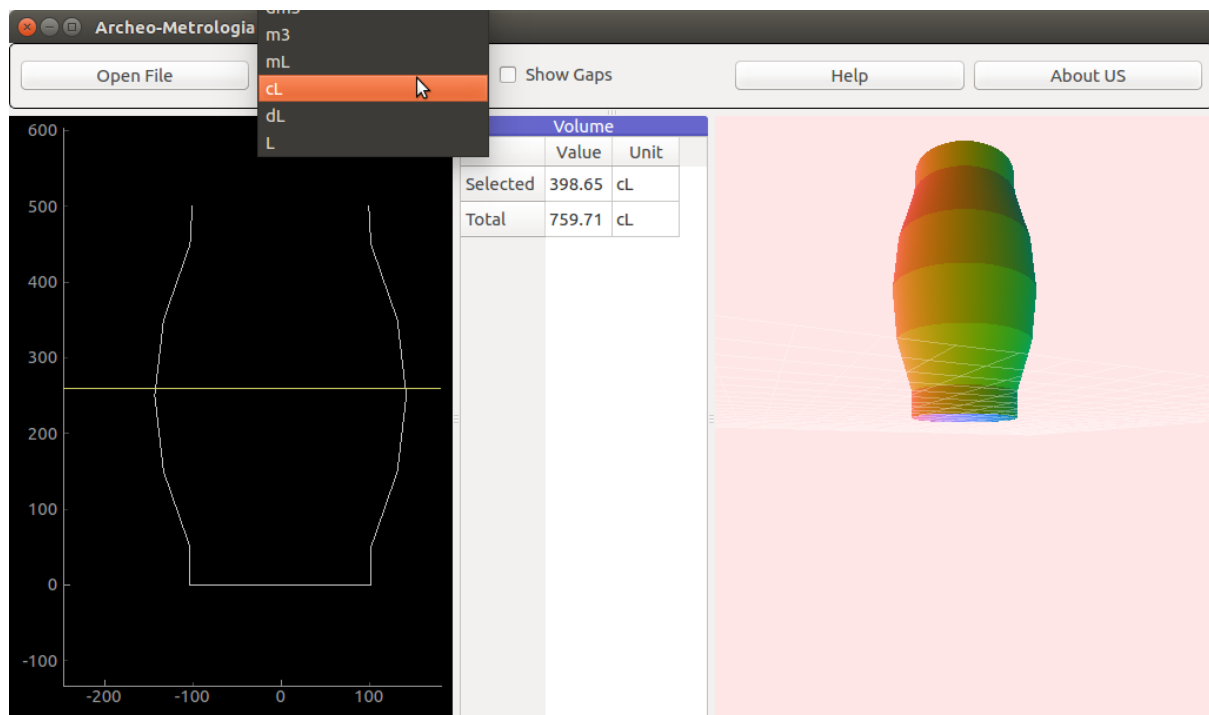 Archeo-Metrologia
dm3
m3
mL
cL
dL
L
Open File
Show Gaps
Help
About US
600
500
400
300
200
100
0
-100
-200 -100 0 100
Volume
Value Unit
Selected 398.65 cL
Total 759.71 cL